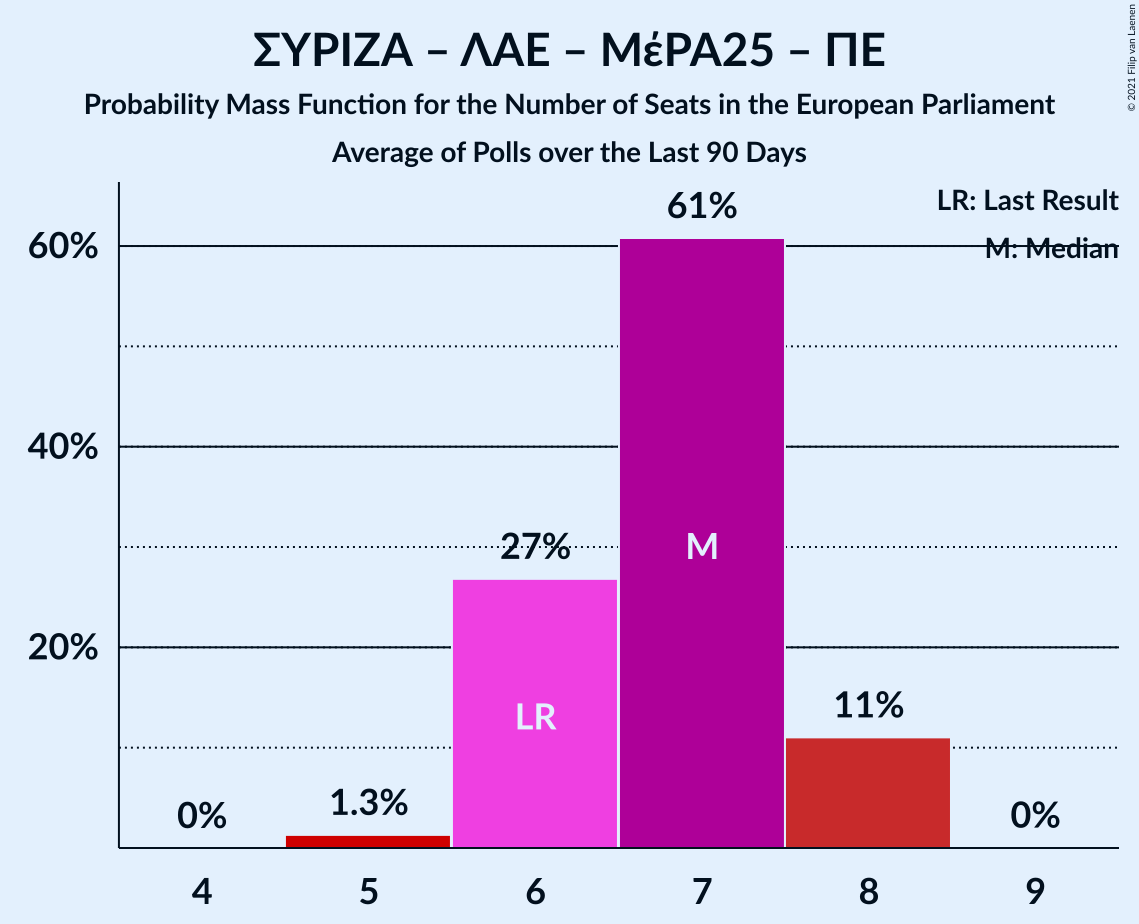 ΣΥΡΙΖΑ – ΛΑΕ – ΜέΡΑ25 – ΠΕ
Probability Mass Function for the Number of Seats in the European Parliament
Average of Polls over the Last 90 Days
© 2021 Filip van Laenen
LR: Last Result
M: Median
60%
40%
20%
0%
1.3%
27%
61%
11%
0%
LR
M
4 5 6 7 8 9